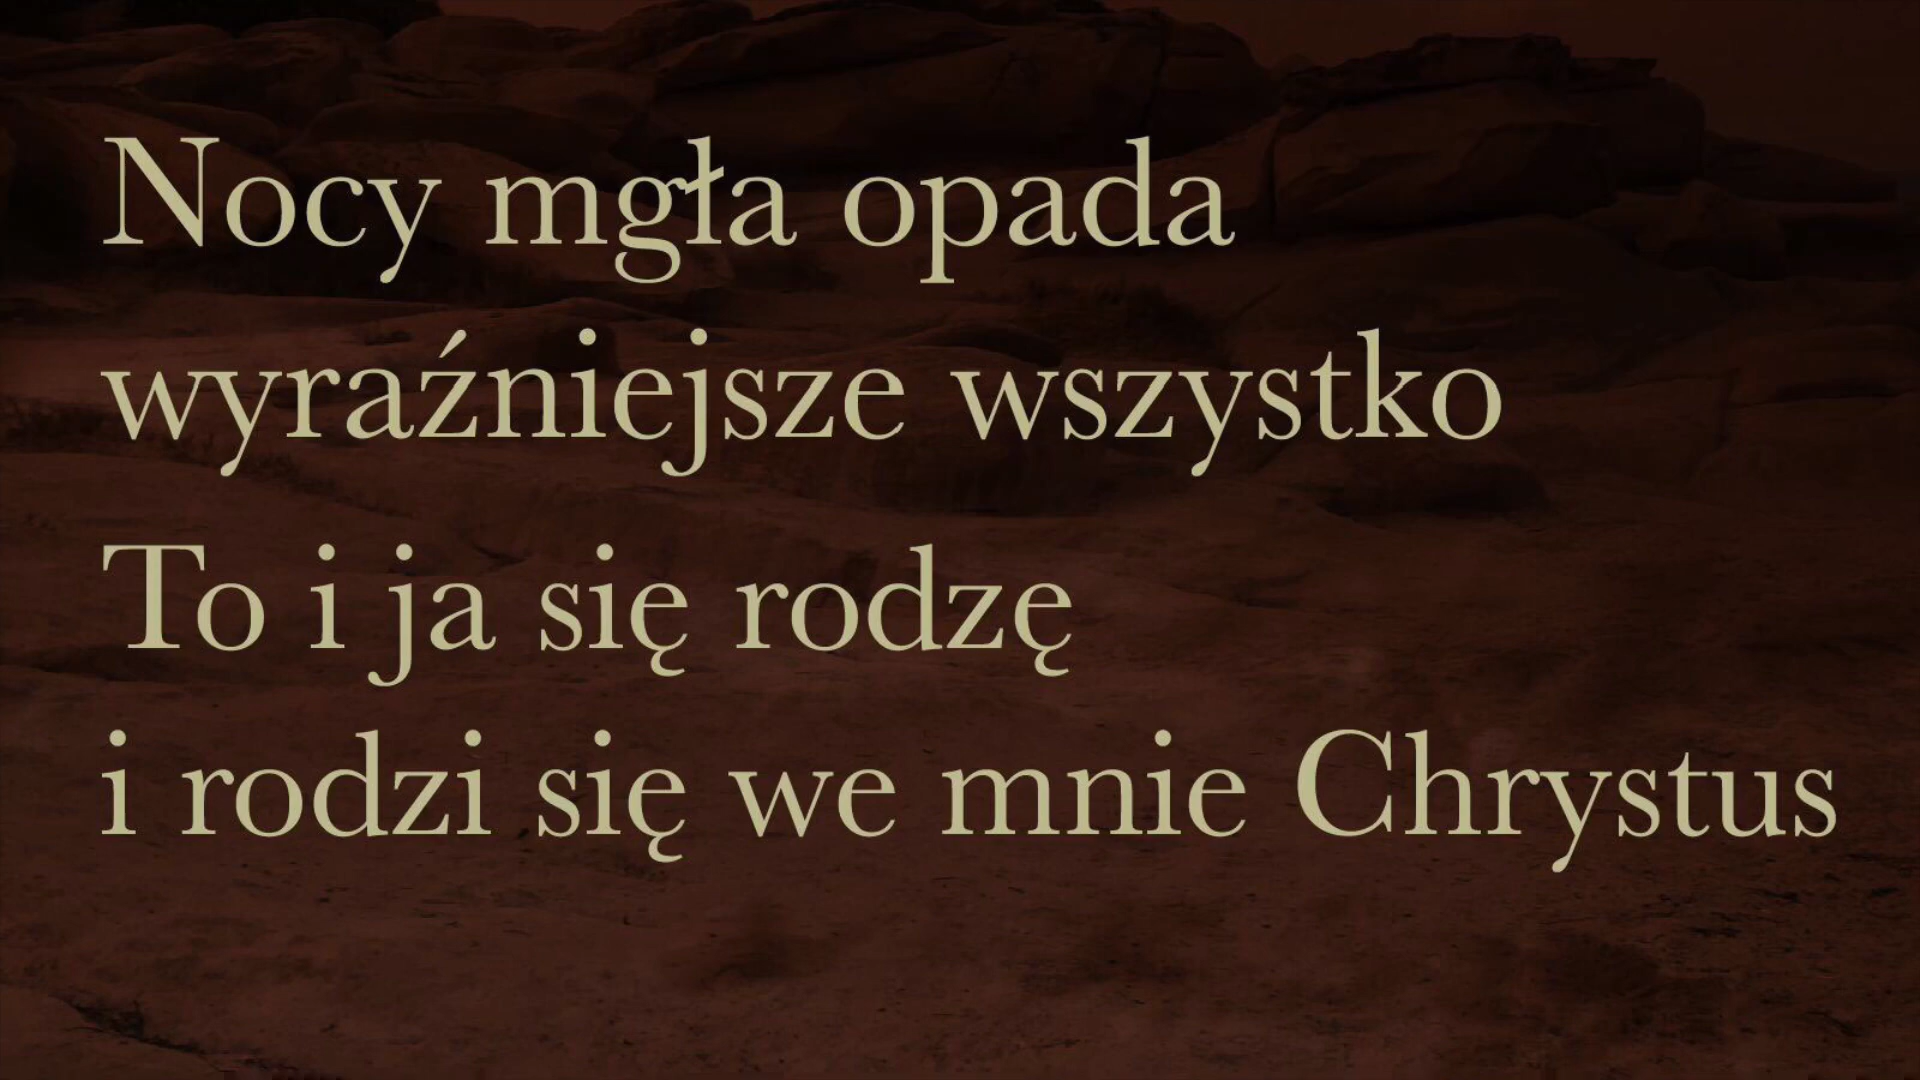 Nocy mgła opada
wyraźniejsze wszystko
To i ja się rodzę
i rodzi się we mnie Chrystus